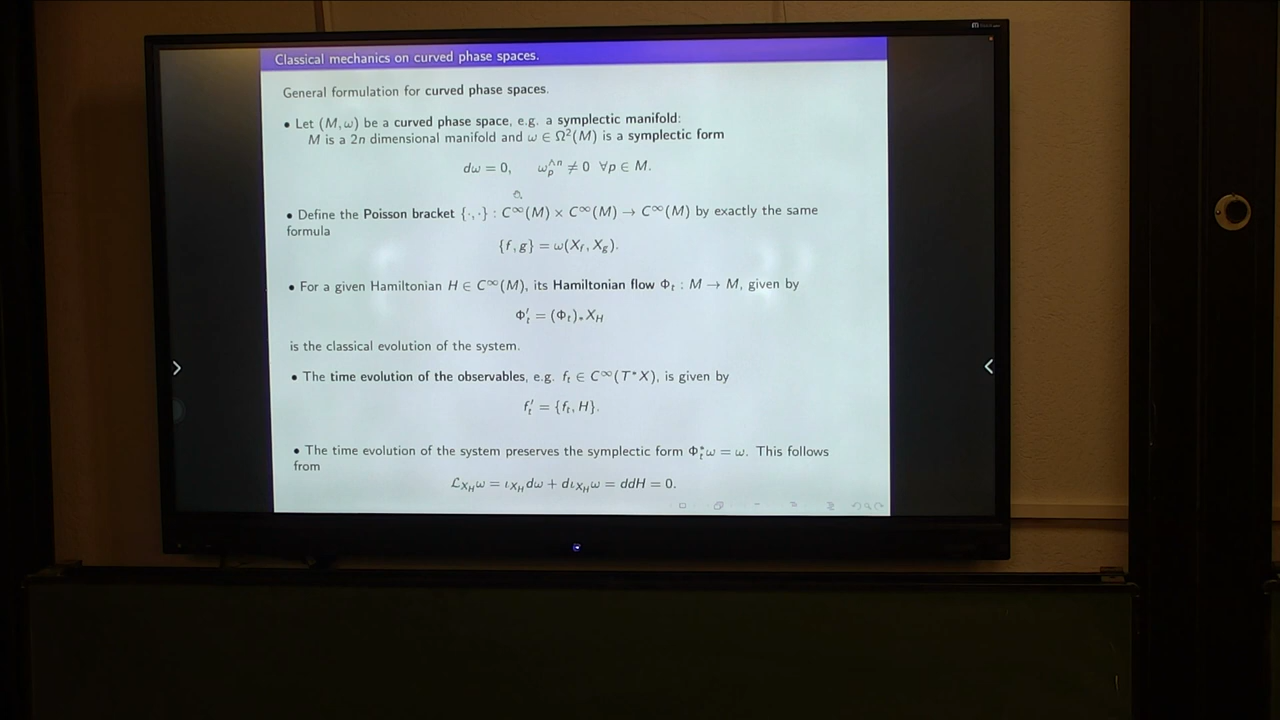 Classical mechanics on curved phase spaces.
General formulation for curved phase spaces.
• Let (M, ω) be a curved phase space, e.g. a symplectic manifold:
M is a 2n dimensional manifold and ω ∈ Ω²(M) is a symplectic form
dω = 0, ωₚ^∧n ≠ 0 ∀p ∈ M.
• Define the Poisson bracket {·, ·} : C^∞(M) × C^∞(M) → C^∞(M) by exactly the same
formula
{f, g} = ω(X_f, X_g).
• For a given Hamiltonian H ∈ C^∞(M), its Hamiltonian flow Φ_t : M → M, given by
Φ′_t = (Φ_t)_* X_H
is the classical evolution of the system.
• The time evolution of the observables, e.g. f_t ∈ C^∞(T*X), is given by
f′_t = {f_t, H}.
• The time evolution of the system preserves the symplectic form Φ*_t ω = ω. This follows
from
ℒ_{X_H} ω = ι_{X_H} dω + dι_{X_H} ω = ddH = 0.